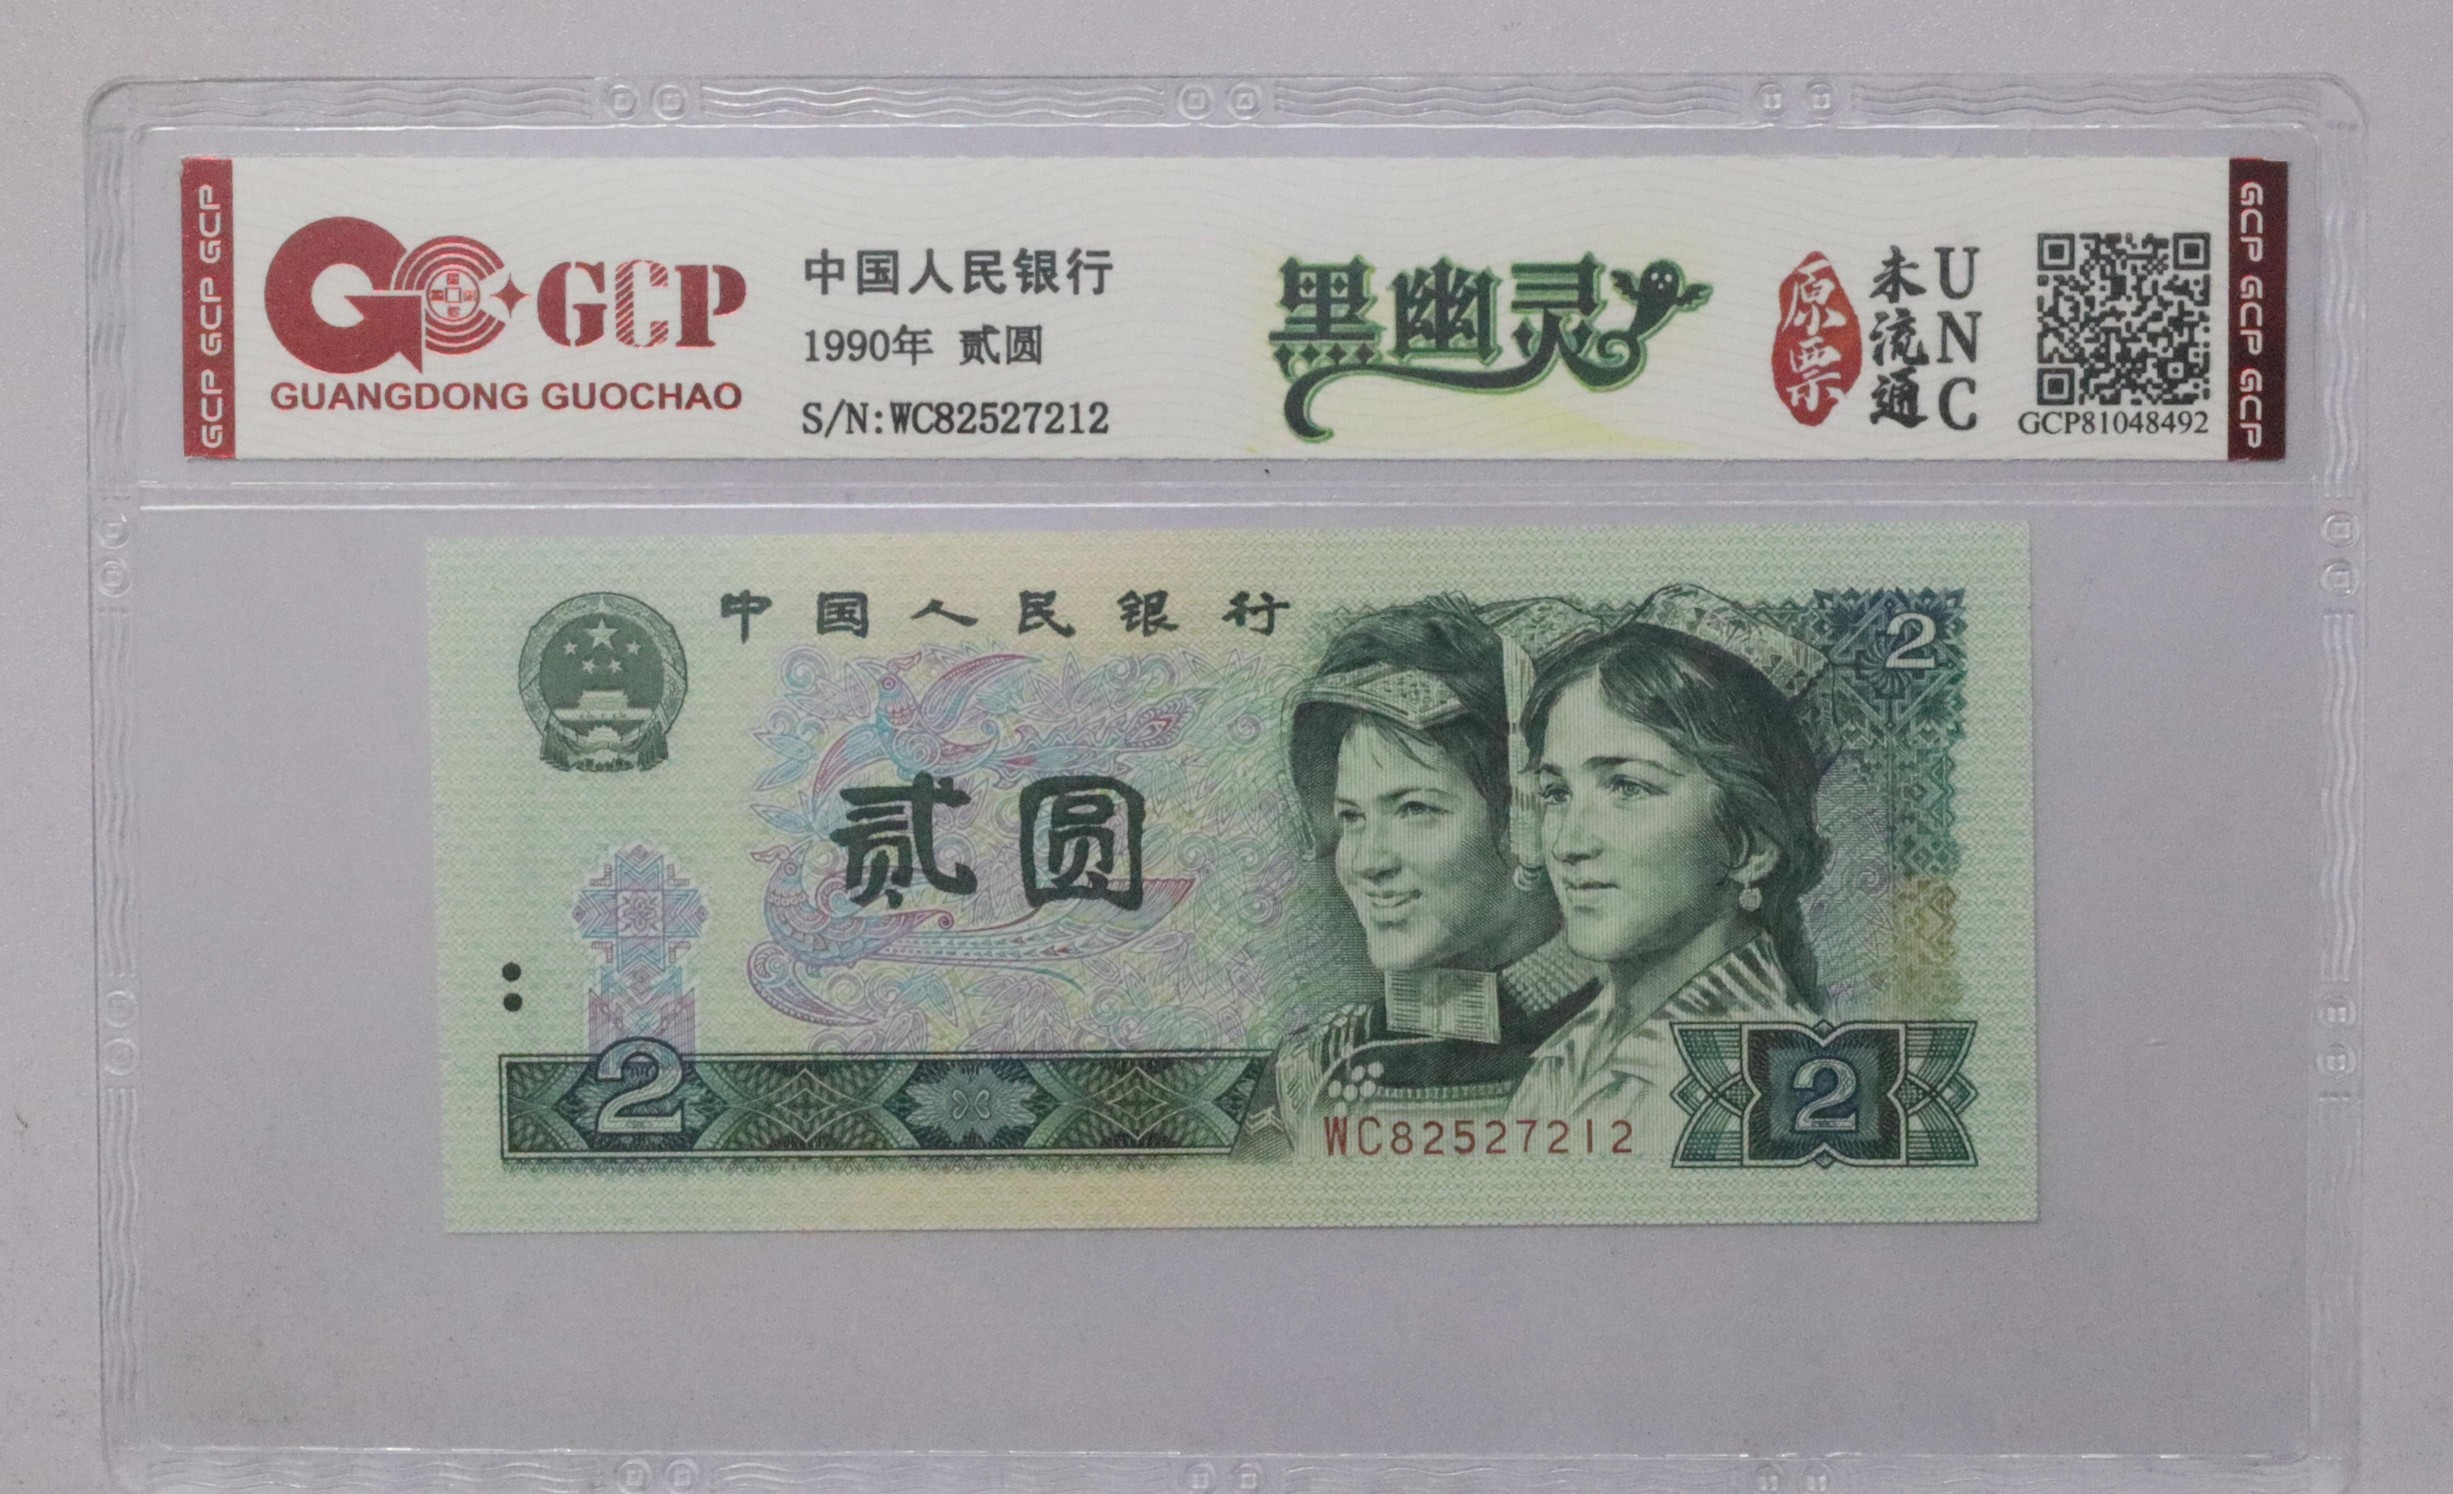 GCP GCP GCP
GCP
GUANGDONG GUOCHAO
中国人民银行
1990年 贰圆
S/N:WC82527212
黑幽灵
原票
未流通
UNC
GCP81048492
GCP GCP GCP
中国人民银行
2
贰圆
2
WC82527212
2